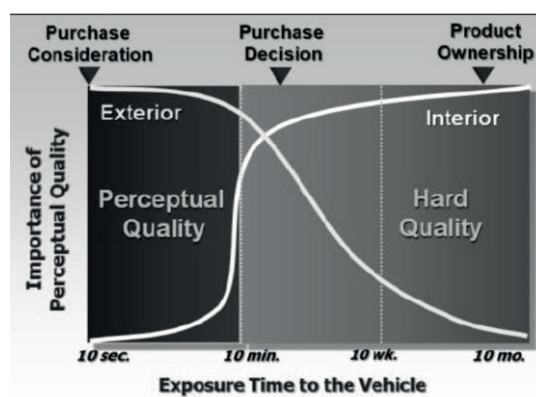 Purchase
Consideration
Purchase
Decision
Product
Ownership
Exterior
Interior
Perceptual
Quality
Hard
Quality
Importance of
Perceptual Quality
10 sec.
10 min.
10 wk.
10 mo.
Exposure Time to the Vehicle